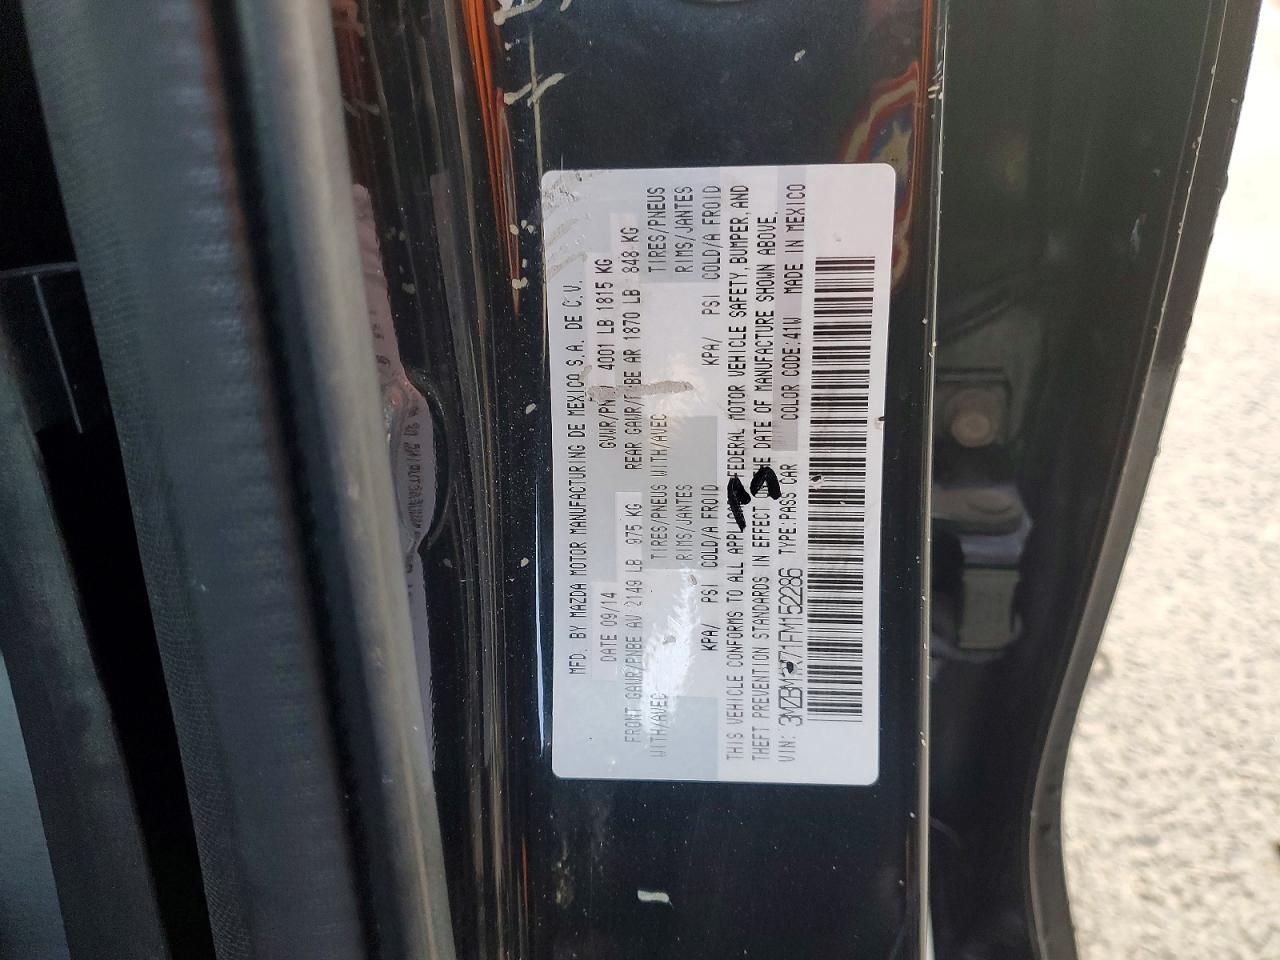 MFD. BY MAZDA MOTOR MANUFACTURING DE MEXICO S.A. DE C.V.
DATE 09/14 GVWR/PNBV 4001 LB 1815 KG
FRONT GAWR/PNBE AV 2149 LB 975 KG REAR GAWR/PNBE AR 1870 LB 848 KG
WITH/AVEC TIRES/PNEUS WITH/AVEC TIRES/PNEUS
RIMS/JANTES RIMS/JANTES
KPA/ PSI COLD/A FROID KPA/ PSI COLD/A FROID
THIS VEHICLE CONFORMS TO ALL FEDERAL MOTOR VEHICLE SAFETY, BUMPER, AND
THEFT PREVENTION STANDARDS IN EFFECT THE DATE OF MANUFACTURE SHOWN ABOVE.
VIN: TYPE:PASS CAR COLOR CODE:41W MADE IN MEXICO